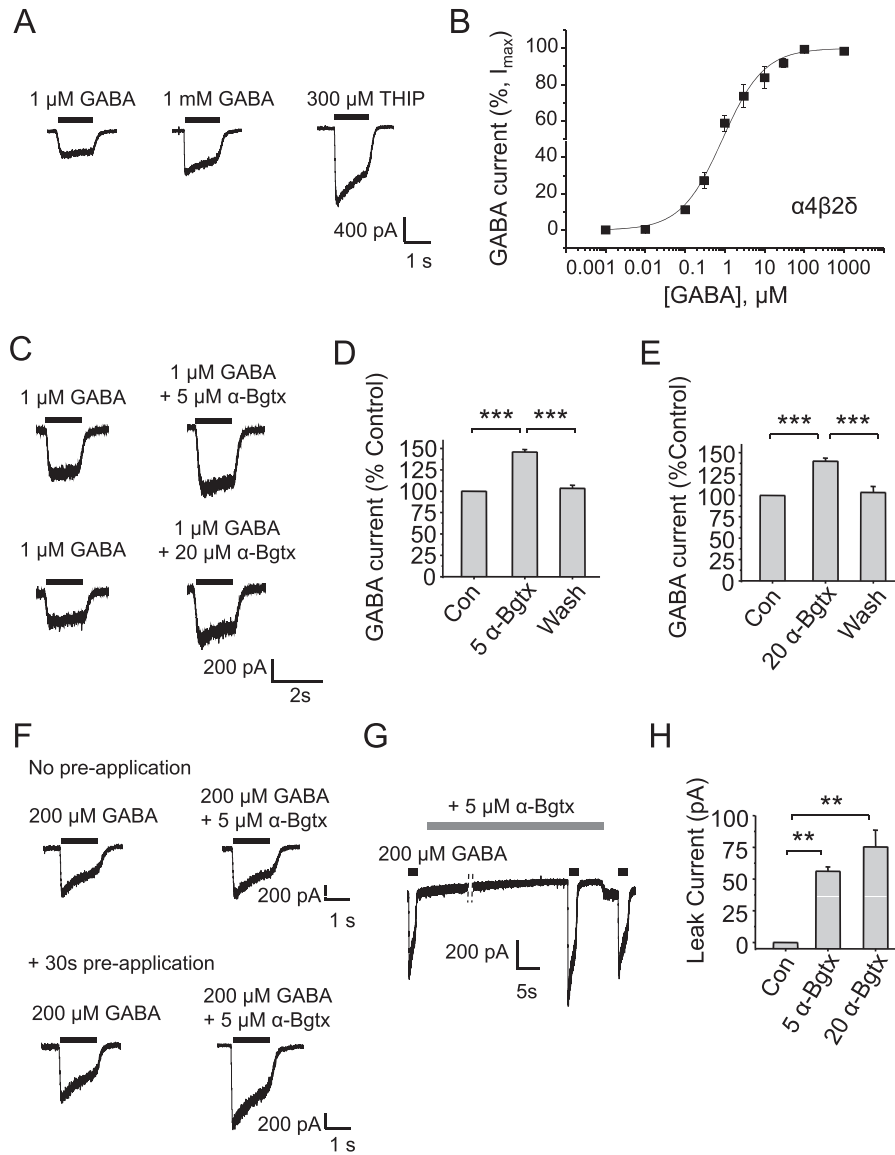 A
1 µM GABA
1 mM GABA
300 µM THIP
400 pA
1 s
B
GABA current (%, Imax)
100
80
60
40
20
0
α4β2δ
0.001 0.01 0.1 1 10 100 1000
[GABA], µM
C
1 µM GABA
1 µM GABA
+ 5 µM α-Bgtx
1 µM GABA
1 µM GABA
+ 20 µM α-Bgtx
200 pA
2s
D
GABA current (% Control)
*** ***
150
125
100
75
50
25
0
Con
5 α-Bgtx
Wash
E
GABA current (%Control)
*** ***
150
125
100
75
50
25
0
Con
20 α-Bgtx
Wash
F
No pre-application
200 µM GABA
200 µM GABA
+ 5 µM α-Bgtx
200 pA
1 s
+ 30s pre-application
200 µM GABA
200 µM GABA
+ 5 µM α-Bgtx
200 pA
1 s
G
+ 5 µM α-Bgtx
200 µM GABA
200 pA
5s
H
Leak Current (pA)
**
**
100
75
50
25
0
Con
5 α-Bgtx
20 α-Bgtx